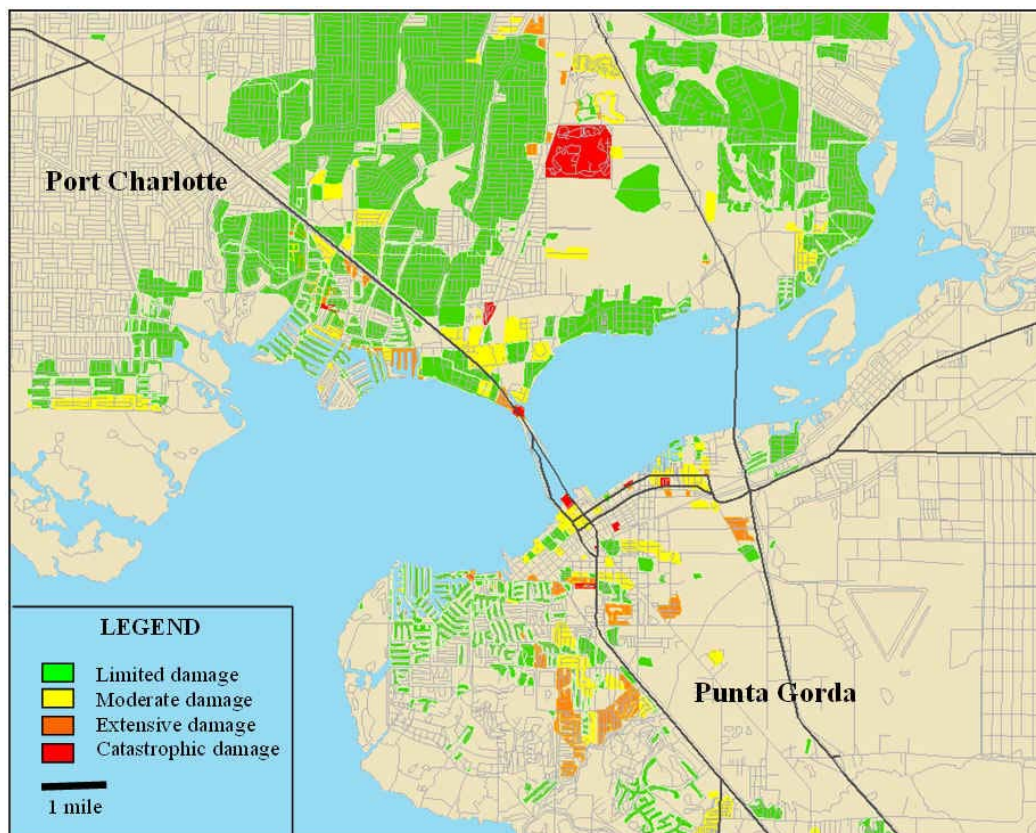 Port Charlotte
LEGEND
Limited damage
Moderate damage
Extensive damage
Catastrophic damage
1 mile
Punta Gorda